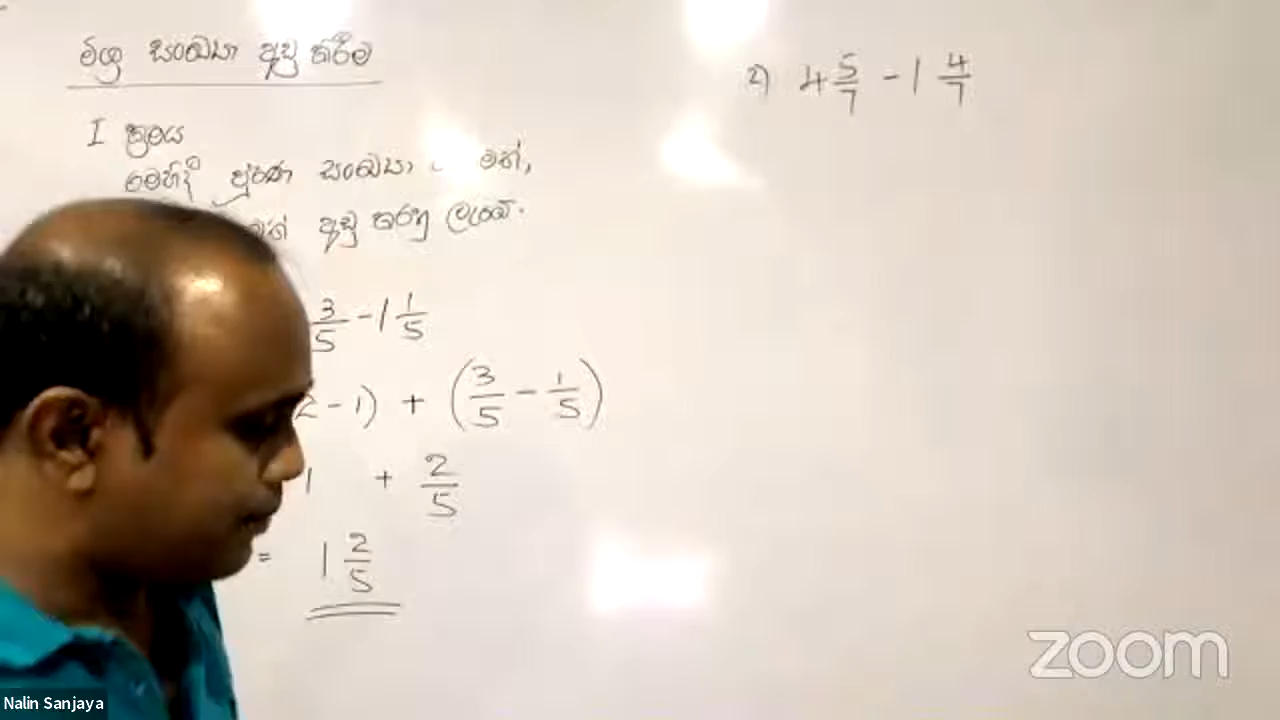 මිශ්‍ර සංඛ්‍යා අඩු කිරීම
I ක්‍රමය
මෙහිදී පූර්ණ සංඛ්‍යා මත්,
අඩු කරනු ලැබේ.
3/5 - 1 1/5
2 - 1) + (3/5 - 1/5)
1 + 2/5
= 1 2/5
2) 4 5/7 - 1 4/7
zoom
Nalin Sanjaya